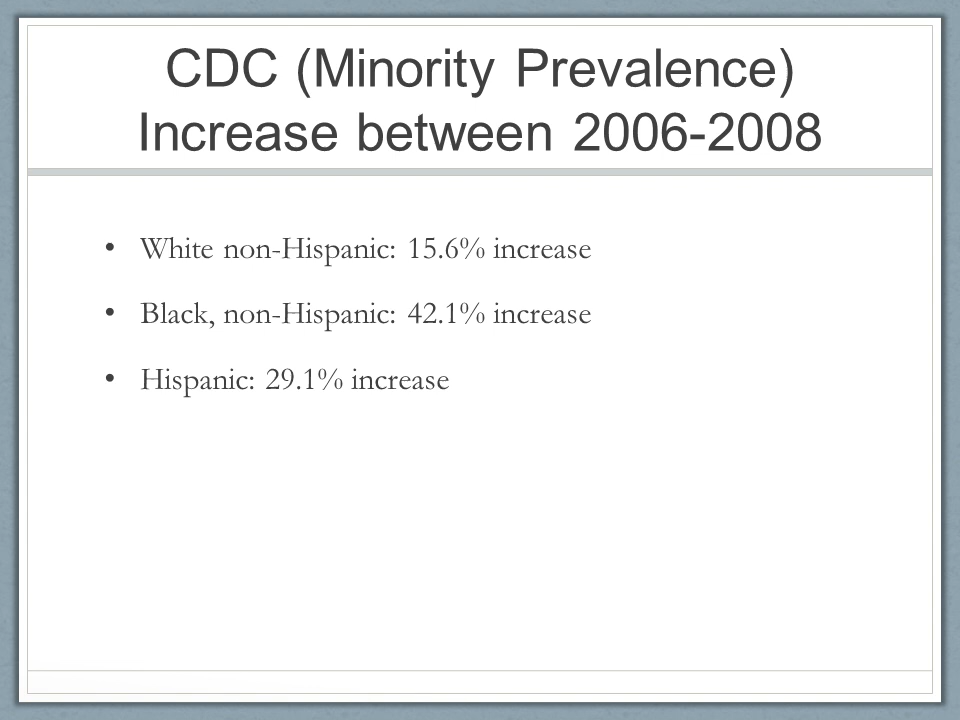 CDC (Minority Prevalence)
Increase between 2006-2008
• White non-Hispanic: 15.6% increase
• Black, non-Hispanic: 42.1% increase
• Hispanic: 29.1% increase